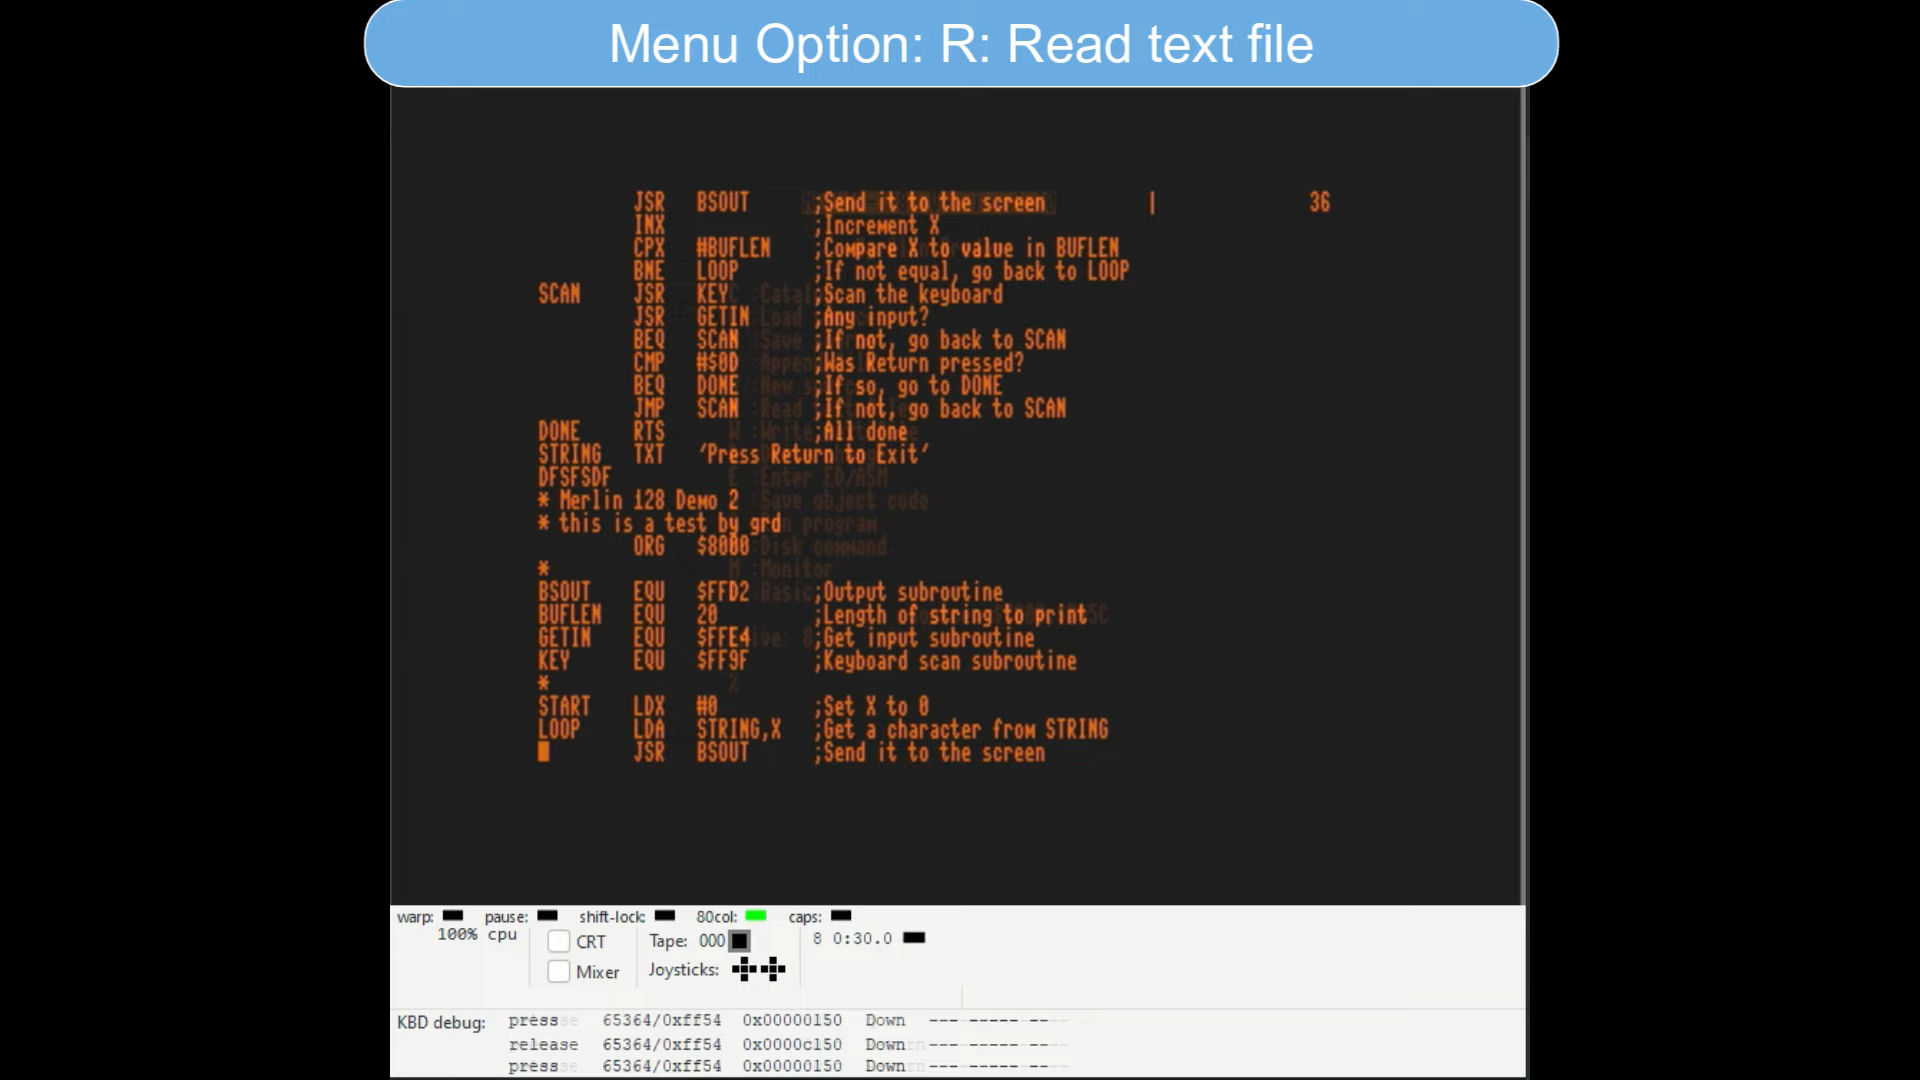 Menu Option: R: Read text file
JSR BSOUT ;Send it to the screen | 36
INX ;Increment X
CPX #BUFLEN ;Compare X to value in BUFLEN
BNE LOOP ;If not equal, go back to LOOP
SCAN JSR KEY ;Scan the keyboard
JSR GETIN ;Any input?
BEQ SCAN ;If not, go back to SCAN
CMP #$0D ;Was Return pressed?
BEQ DONE ;If so, go to DONE
JMP SCAN ;If not, go back to SCAN
DONE RTS ;All done
STRING TXT 'Press Return to Exit'
DFSFSDF
* Merlin 128 Demo 2
* this is a test by grd
ORG $8000
*
BSOUT EQU $FFD2 ;Output subroutine
BUFLEN EQU 20 ;Length of string to print
GETIN EQU $FFE4 ;Get input subroutine
KEY EQU $FF9F ;Keyboard scan subroutine
*
START LDX #0 ;Set X to 0
LOOP LDA STRING,X ;Get a character from STRING
JSR BSOUT ;Send it to the screen
warp: pause: shift-lock: 80col: caps:
100% cpu CRT Tape: 000 8 0:30.0
Mixer Joysticks:
KBD debug: press 65364/0xff54 0x00000150 Down --- ----- --
release 65364/0xff54 0x0000c150 Down --- ----- --
press 65364/0xff54 0x00000150 Down --- ----- --